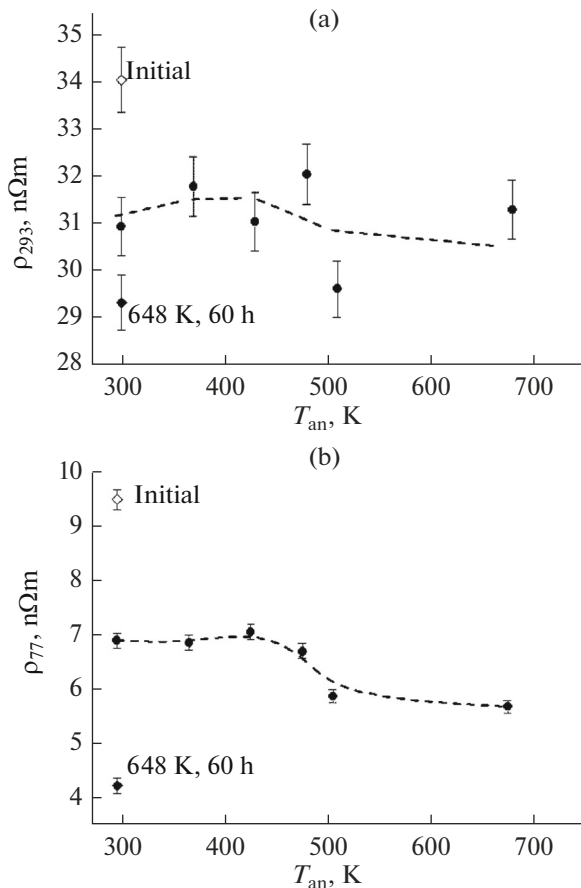 (a)
35
Initial
34
33
32
31
30
648 K, 60 h
29
28
ρ293, nΩm
300 400 500 600 700
Tan, K
(b)
10
Initial
9
8
7
6
5
648 K, 60 h
4
ρ77, nΩm
300 400 500 600 700
Tan, K